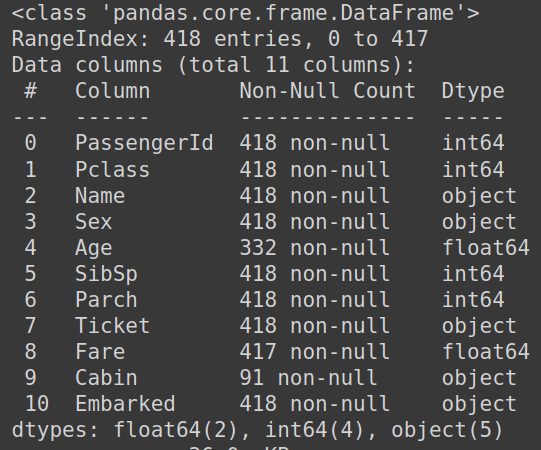 <class 'pandas.core.frame.DataFrame'>
RangeIndex: 418 entries, 0 to 417
Data columns (total 11 columns):
 #   Column       Non-Null Count  Dtype
---  ------       --------------  -----
 0   PassengerId  418 non-null    int64
 1   Pclass       418 non-null    int64
 2   Name         418 non-null    object
 3   Sex          418 non-null    object
 4   Age          332 non-null    float64
 5   SibSp        418 non-null    int64
 6   Parch        418 non-null    int64
 7   Ticket       418 non-null    object
 8   Fare         417 non-null    float64
 9   Cabin        91 non-null     object
 10  Embarked     418 non-null    object
dtypes: float64(2), int64(4), object(5)